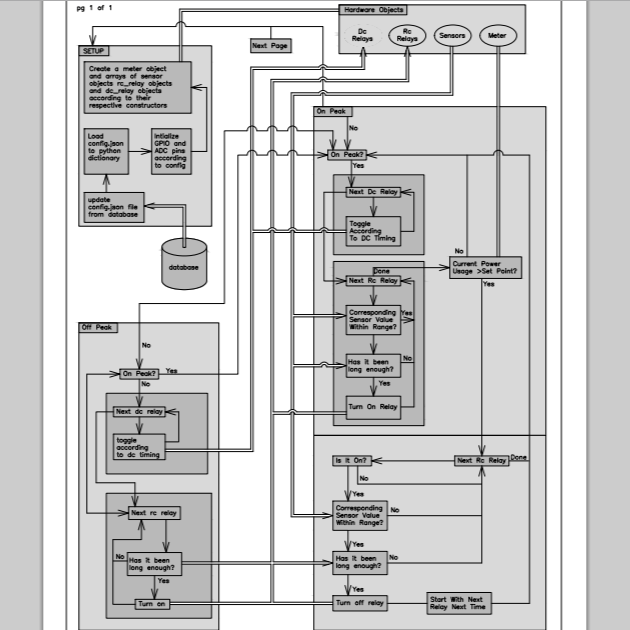 pg 1 of 1
Hardware Objects
Dc
Relays
Rc
Relays
Sensors
Meter
Next Page
SETUP
Create a meter object
and arrays of sensor
objects rc_relay objects
and dc_relay objects
according to their
respective constructors
Load
config.json
to python
dictionary
Intialize
GPIO and
ADC pins
according
to config
update
config.json file
from database
database
On Peak
No
On Peak?
Yes
Next Dc Relay
Toggle
According
To DC Timing
Done
Next Rc Relay
Corresponding
Sensor Value
Within Range?
Yes
Has it been
long enough?
No
Yes
Turn On Relay
No
Current Power
Usage >Set Point?
Yes
Off Peak
No
On Peak?
Yes
No
Next dc relay
toggle
according
to dc timing
Next rc relay
No
Has it been
long enough?
Yes
Turn on
Is It On?
Next Rc Relay
Done
No
Yes
Corresponding
Sensor Value
Within Range?
No
Yes
Has it been
long enough?
No
Yes
Turn off relay
Start With Next
Relay Next Time